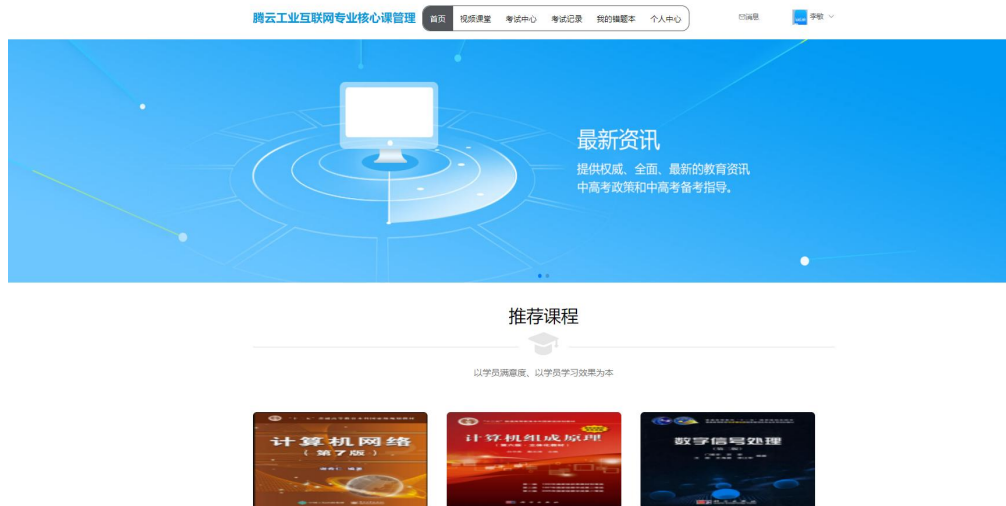 腾云工业互联网专业核心课管理
首页 视频课堂 考试中心 考试记录 我的错题本 个人中心
消息
李敏
最新资讯
提供权威、全面、最新的教育资讯
中高考政策和中高考备考指导。
推荐课程
以学员满意度、以学员学习效果为本
计算机网络
(第7版)
谢希仁 编著
计算机组成原理
数字信号处理